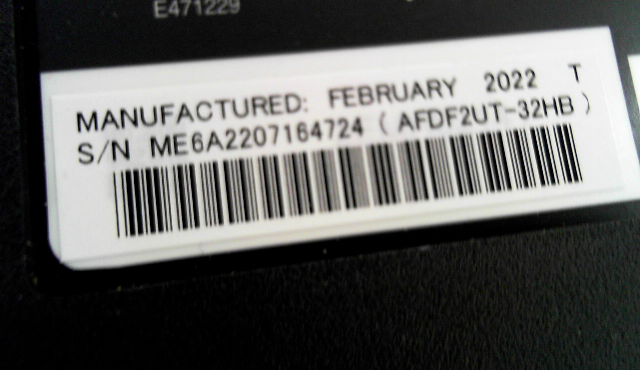 E471229
MANUFACTURED: FEBRUARY 2022 T
S/N ME6A2207164724 (AFDF2UT-32HB)